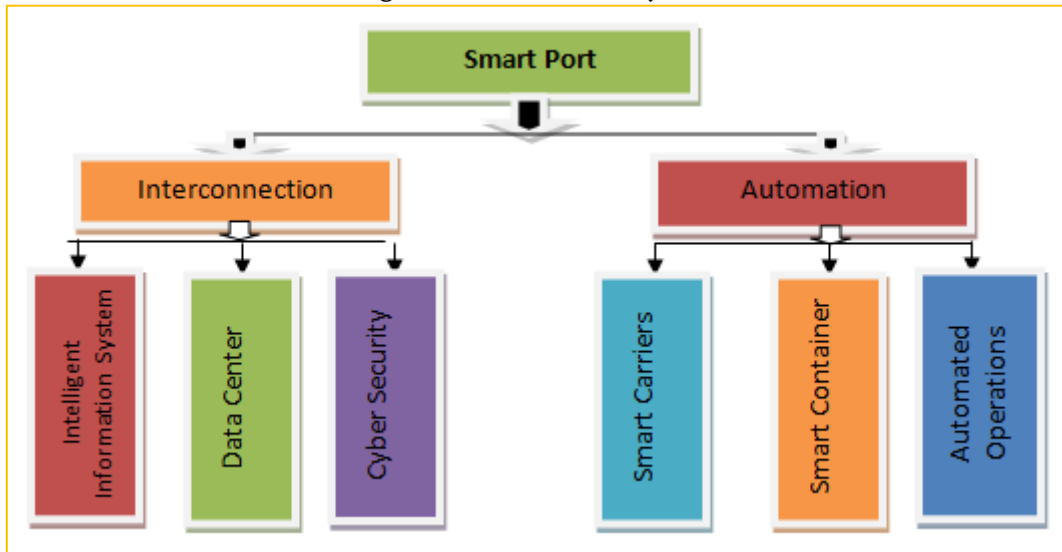 Smart Port
Interconnection
Automation
Intelligent
Information System
Data Center
Cyber Security
Smart Carriers
Smart Container
Automated
Operations